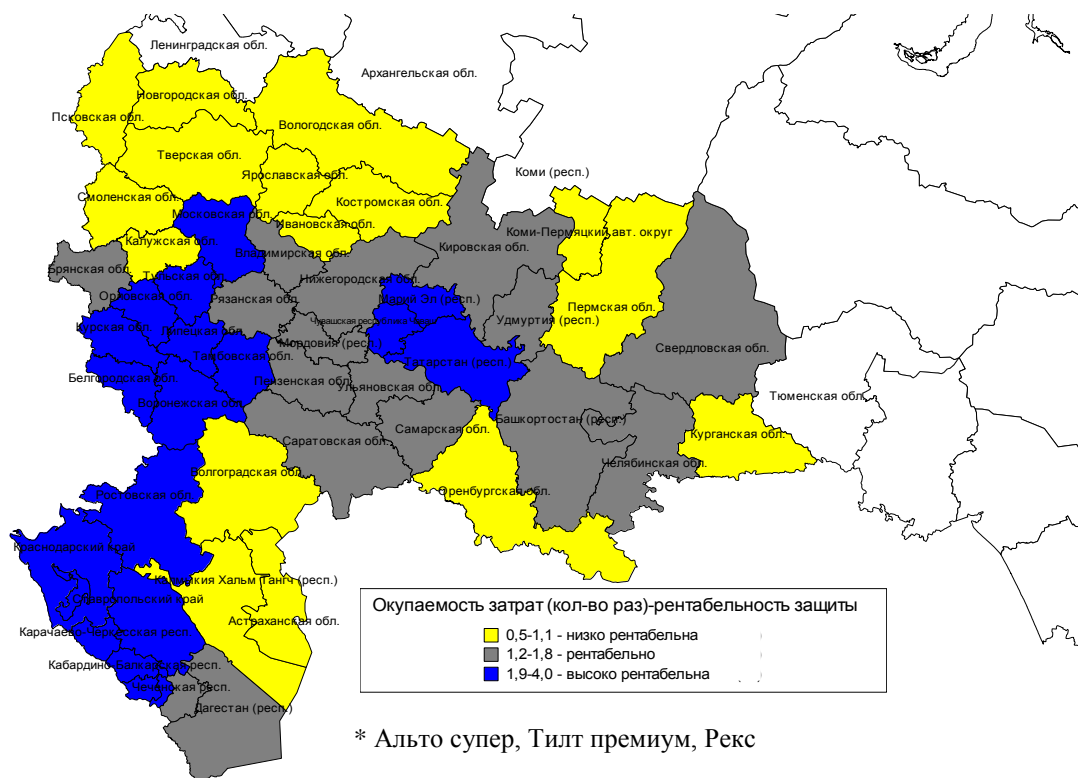 Ленинградская обл.
Архангельская обл.
Новгородская обл.
Псковская обл.
Вологодская обл.
Тверская обл.
Ярославская обл.
Коми (респ.)
Смоленская обл.
Костромская обл.
Московская обл.
Ивановская обл.
Коми-Пермяцкий авт. округ
Калужская обл.
Кировская обл.
Владимирская обл.
Брянская обл.
Тульская обл.
Нижегородская обл.
Орловская обл.
Рязанская обл.
Марий Эл (респ.)
Пермская обл.
Курская обл.
Липецкая обл.
Чувашская респ
Удмуртия (респ.)
Мордовия (респ.)
Свердловская обл.
Тамбовская обл.
Татарстан (респ.)
Белгородская обл.
Пензенская обл.
Ульяновская обл.
Тюменская обл.
Воронежская обл.
Самарская обл.
Башкортостан (респ.)
Курганская обл.
Саратовская обл.
Челябинская обл.
Волгоградская обл.
Оренбургская обл.
Ростовская обл.
Краснодарский край
Калмыкия Хальм Тангч (респ.)
Ставропольский край
Астраханская обл.
Карачаево-Черкесская респ.
Кабардино-Балкарская респ.
Чеченская респ.
Дагестан (респ.)
Окупаемость затрат (кол-во раз)-рентабельность защиты
0,5-1,1 - низко рентабельна
1,2-1,8 - рентабельно
1,9-4,0 - высоко рентабельна
* Альто супер, Тилт премиум, Рекс